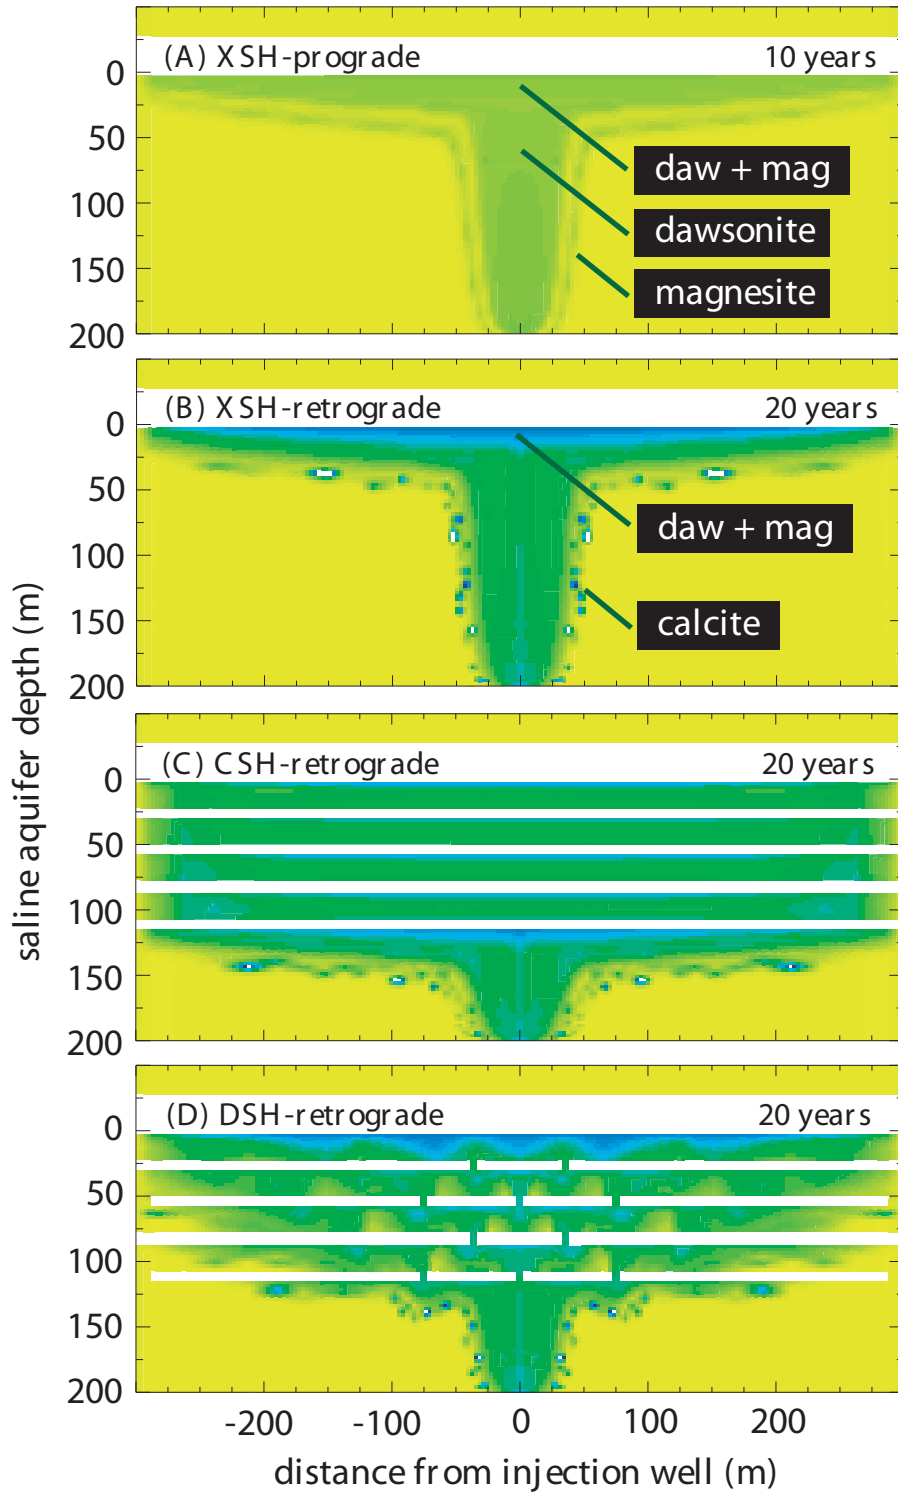 (A) XSH-prograde 10 years
0
50
100
150
200
daw + mag
dawsonite
magnesite
(B) XSH-retrograde 20 years
0
50
100
150
200
daw + mag
calcite
saline aquifer depth (m)
(C) CSH-retrograde 20 years
0
50
100
150
200
(D) DSH-retrograde 20 years
0
50
100
150
200
-200 -100 0 100 200
distance from injection well (m)